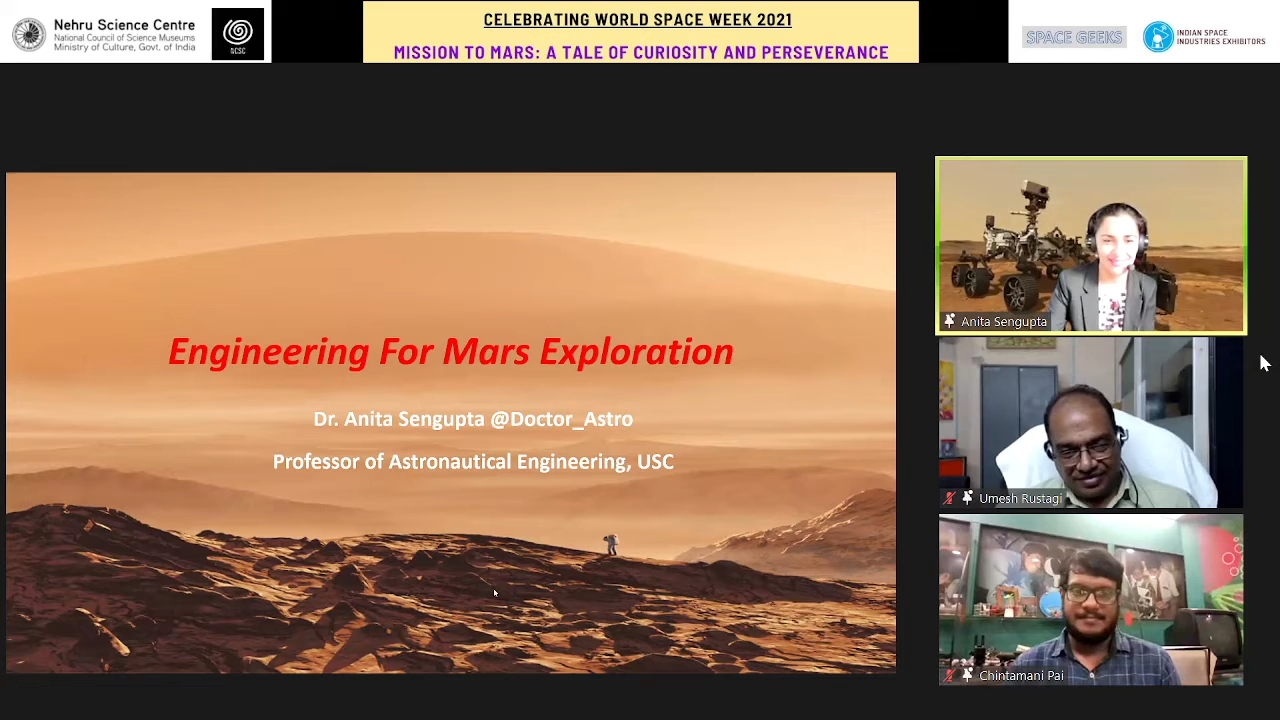 Nehru Science Centre
National Council of Science Museums
Ministry of Culture, Govt. of India
NCSC
CELEBRATING WORLD SPACE WEEK 2021
MISSION TO MARS: A TALE OF CURIOSITY AND PERSEVERANCE
SPACE GEEKS
INDIAN SPACE
INDUSTRIES EXHIBITORS
Engineering For Mars Exploration
Dr. Anita Sengupta @Doctor_Astro
Professor of Astronautical Engineering, USC
Anita Sengupta
Umesh Rustagi
Chintamani Pai